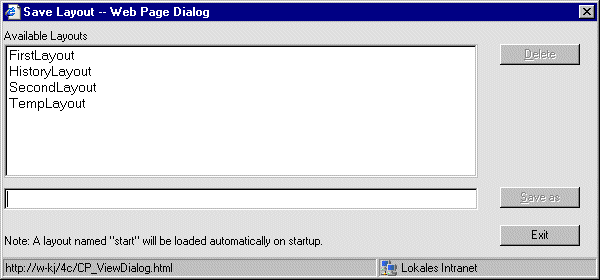 Save Layout -- Web Page Dialog
Available Layouts
FirstLayout
HistoryLayout
SecondLayout
TempLayout
Delete
Save as
Exit
Note: A layout named "start" will be loaded automatically on startup.
http://w-kj/4c/CP_ViewDialog.html
Lokales Intranet